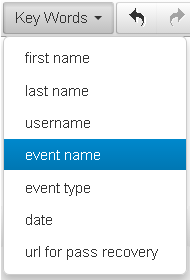 Key Words
first name
last name
username
event name
event type
date
url for pass recovery